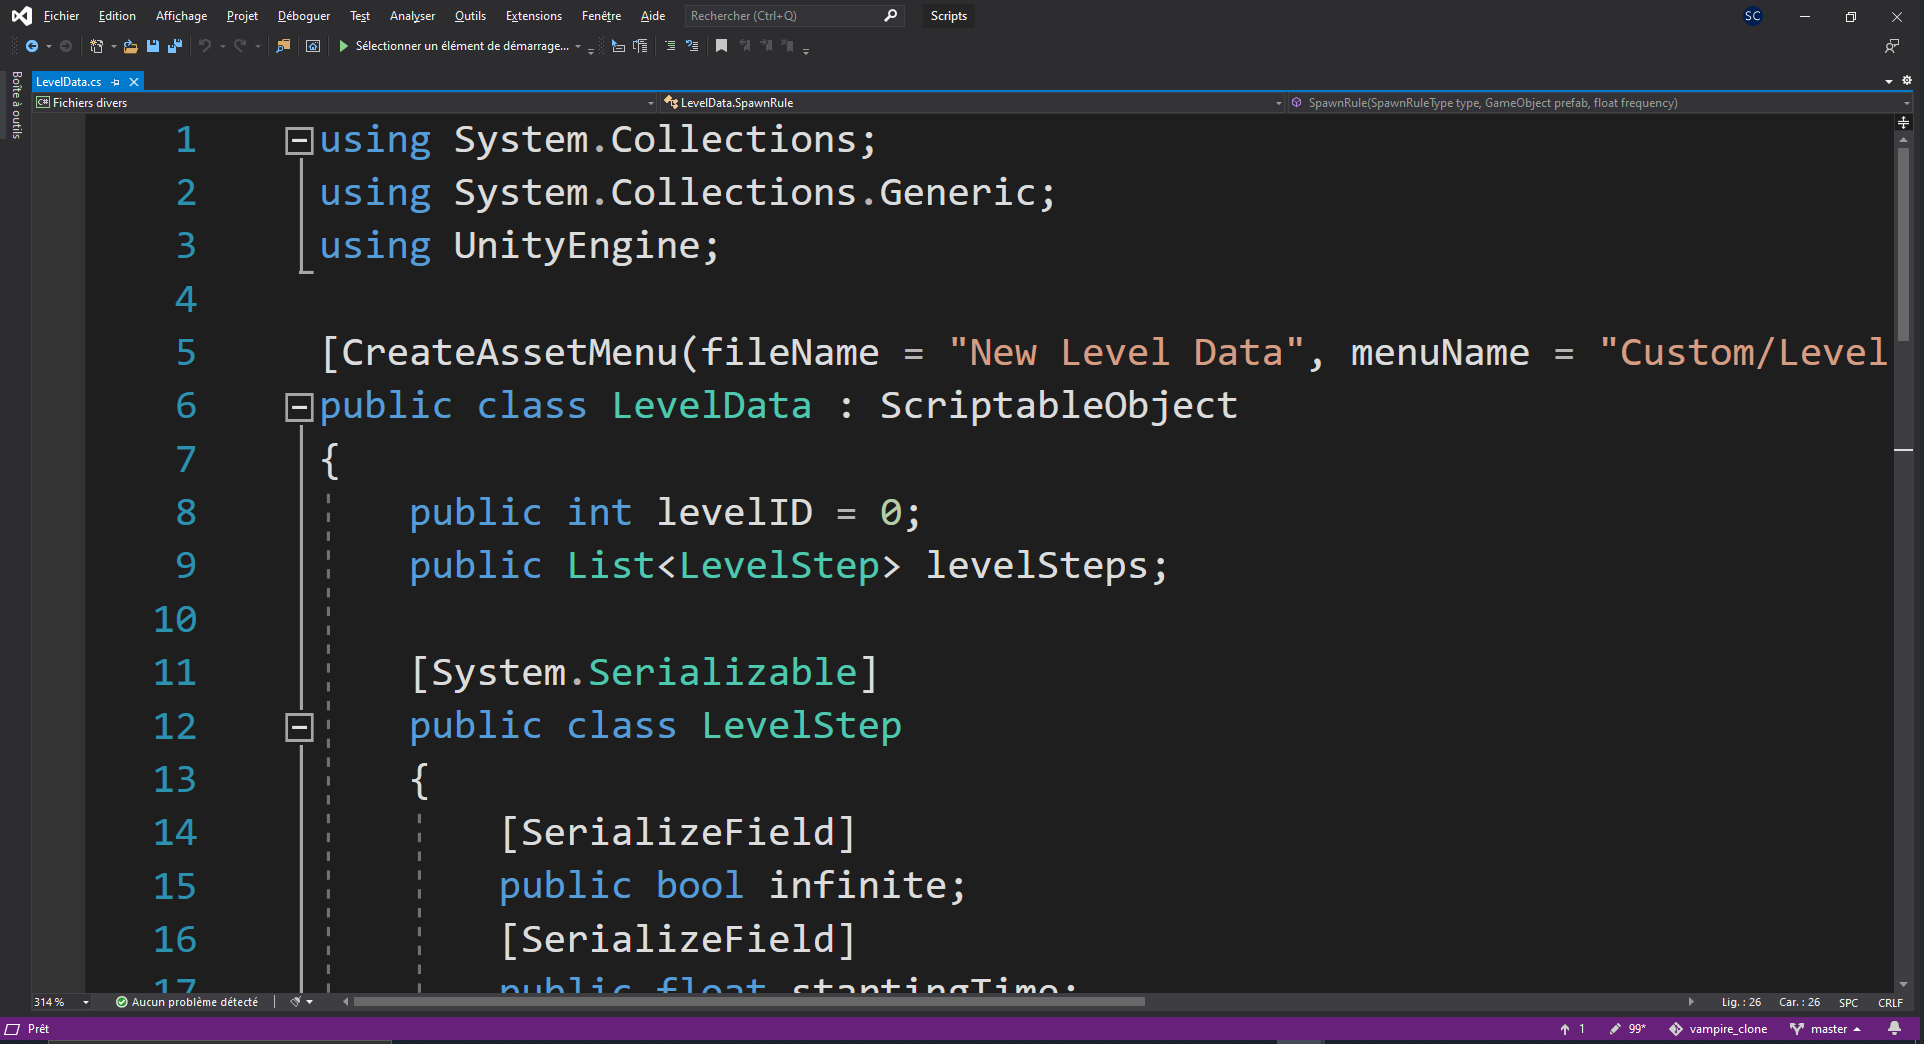 Fichier Edition Affichage Projet Déboguer Test Analyser Outils Extensions Fenêtre Aide Rechercher (Ctrl+Q) Scripts SC
Sélectionner un élément de démarrage...
Boîte à outils
LevelData.cs
C# Fichiers divers LevelData.SpawnRule SpawnRule(SpawnRuleType type, GameObject prefab, float frequency)
1 using System.Collections;
2 using System.Collections.Generic;
3 using UnityEngine;
4
5 [CreateAssetMenu(fileName = "New Level Data", menuName = "Custom/Level
6 public class LevelData : ScriptableObject
7 {
8 public int levelID = 0;
9 public List<LevelStep> levelSteps;
10
11 [System.Serializable]
12 public class LevelStep
13 {
14 [SerializeField]
15 public bool infinite;
16 [SerializeField]
17 public float startingTime;
314 % Aucun problème détecté Lig. : 26 Car. : 26 SPC CRLF
Prêt 1 99* vampire_clone master